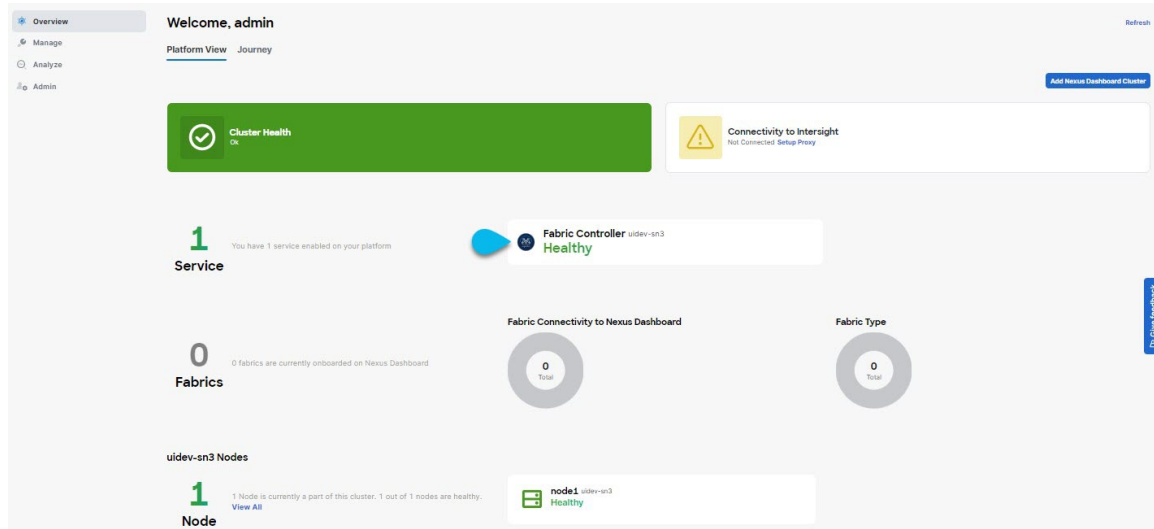 Overview
Manage
Analyze
Admin
Welcome, admin
Refresh
Platform View Journey
Add Nexus Dashboard Cluster
Cluster Health
Ok
Connectivity to Intersight
Not Connected Setup Proxy
1
Service
You have 1 service enabled on your platform
Fabric Controller uidev-sn3
Healthy
Give feedback
0
Fabrics
0 fabrics are currently onboarded on Nexus Dashboard
Fabric Connectivity to Nexus Dashboard
0
Total
Fabric Type
0
Total
uidev-sn3 Nodes
1
Node
1 Node is currently a part of this cluster. 1 out of 1 nodes are healthy.
View All
node1 uidev-sn3
Healthy